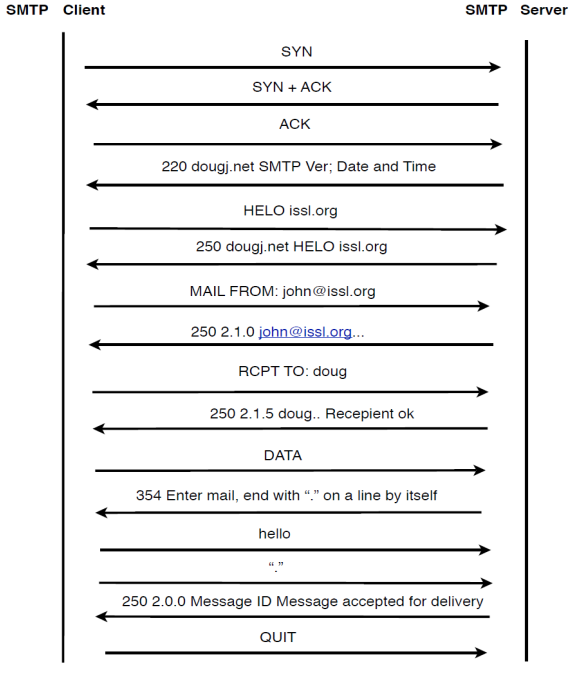 SMTP Client SMTP Server
SYN
SYN + ACK
ACK
220 dougj.net SMTP Ver; Date and Time
HELO issl.org
250 dougj.net HELO issl.org
MAIL FROM: john@issl.org
250 2.1.0 john@issl.org...
RCPT TO: doug
250 2.1.5 doug.. Recepient ok
DATA
354 Enter mail, end with “.” on a line by itself
hello
“.”
250 2.0.0 Message ID Message accepted for delivery
QUIT